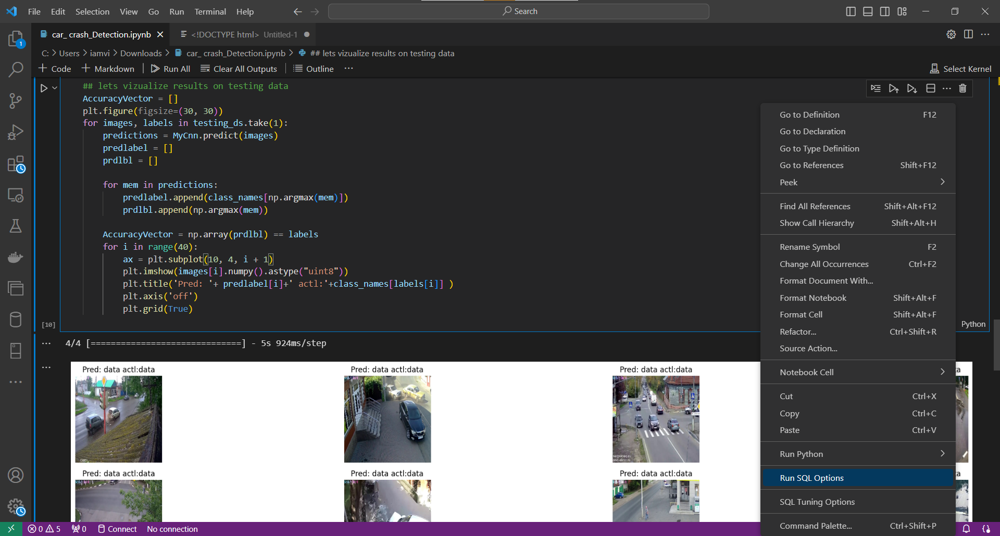 File Edit Selection View Go Run Terminal Help
Search
car_ crash_Detection.ipynb
<!DOCTYPE html> Untitled-1
1
C: > Users > iamvi > Downloads > car_ crash_Detection.ipynb > ## lets vizualize results on testing data
+ Code + Markdown | Run All Clear All Outputs | Outline ...
Select Kernel
## lets vizualize results on testing data
AccuracyVector = []
plt.figure(figsize=(30, 30))
for images, labels in testing_ds.take(1):
predictions = MyCnn.predict(images)
predlabel = []
prdlbl = []
for mem in predictions:
predlabel.append(class_names[np.argmax(mem)])
prdlbl.append(np.argmax(mem))
AccuracyVector = np.array(prdlbl) == labels
for i in range(40):
ax = plt.subplot(10, 4, i + 1)
plt.imshow(images[i].numpy().astype("uint8"))
plt.title('Pred: '+ predlabel[i]+' actl:'+class_names[labels[i]] )
plt.axis('off')
plt.grid(True)
[10]
Python
4/4 [==============================] - 5s 924ms/step
Pred: data actl:data
Pred: data actl:data
Pred: data actl:data
ta
Pred: data actl:data
Pred: data actl:data
Pred: data actl:data
ta
Go to Definition F12
Go to Declaration
Go to Type Definition
Go to References Shift+F12
Peek
Find All References Shift+Alt+F12
Show Call Hierarchy Shift+Alt+H
Rename Symbol F2
Change All Occurrences Ctrl+F2
Format Document With...
Format Notebook Shift+Alt+F
Format Cell Shift+Alt+F
Refactor... Ctrl+Shift+R
Source Action...
Notebook Cell
Cut Ctrl+X
Copy Ctrl+C
Paste Ctrl+V
Run Python
Run SQL Options
SQL Tuning Options
Command Palette... Ctrl+Shift+P
0 5 0 Connect No connection